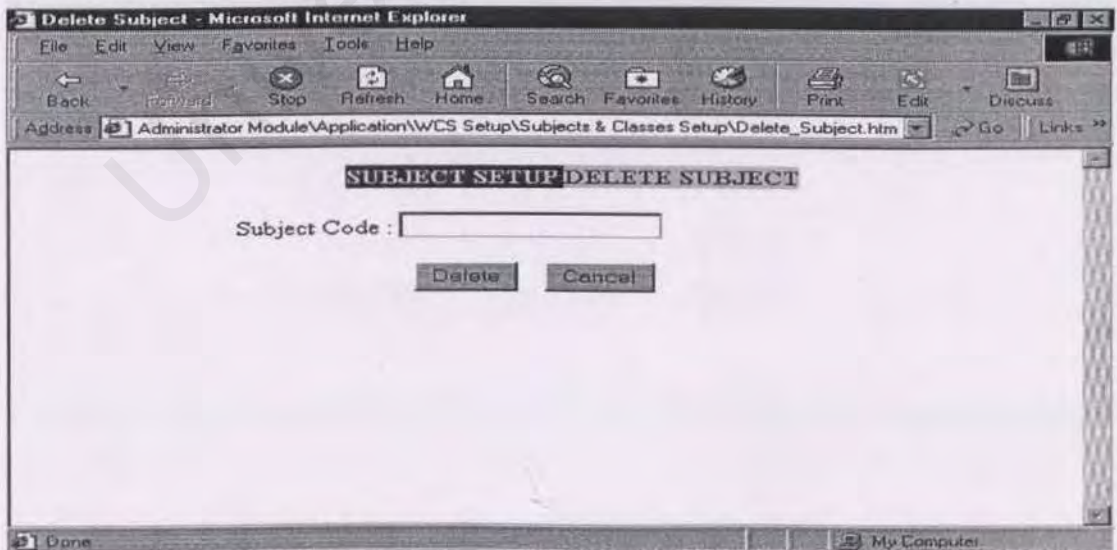 Delete Subject - Microsoft Internet Explorer
File Edit View Favorites Tools Help
Back Forward Stop Refresh Home Search Favorites History Print Edit Discuss
Address Administrator Module\Application\WCS Setup\Subjects & Classes Setup\Delete_Subject.htm Go Links »
SUBJECT SETUP DELETE SUBJECT
Subject Code :
Delete Cancel
Done My Computer